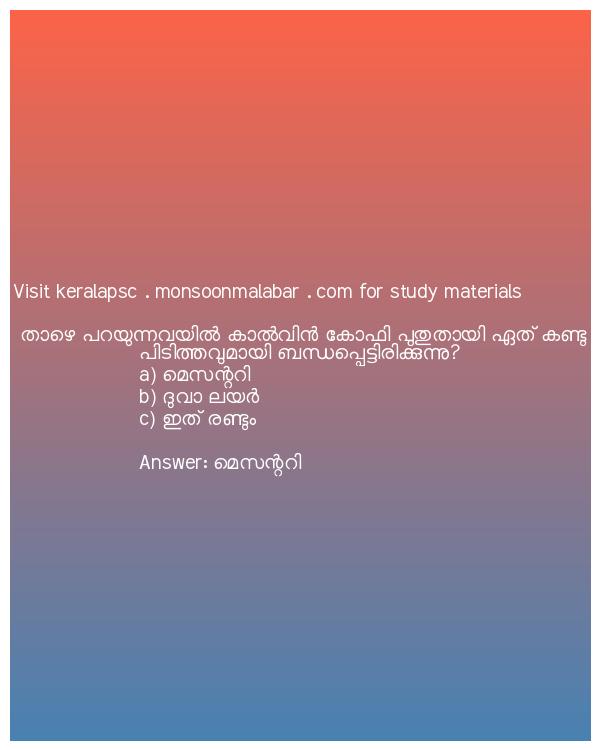 Visit keralapsc . monsoonmalabar . com for study materials
താഴെ പറയുന്നവയിൽ കാൽവിൻ കോഫി പുതുതായി ഏത് കണ്ടു
പിടിത്തവുമായി ബന്ധപ്പെട്ടിരിക്കുന്നു?
a) മെസന്ററി
b) ദുവാ ലയർ
c) ഇത് രണ്ടും
Answer: മെസന്ററി